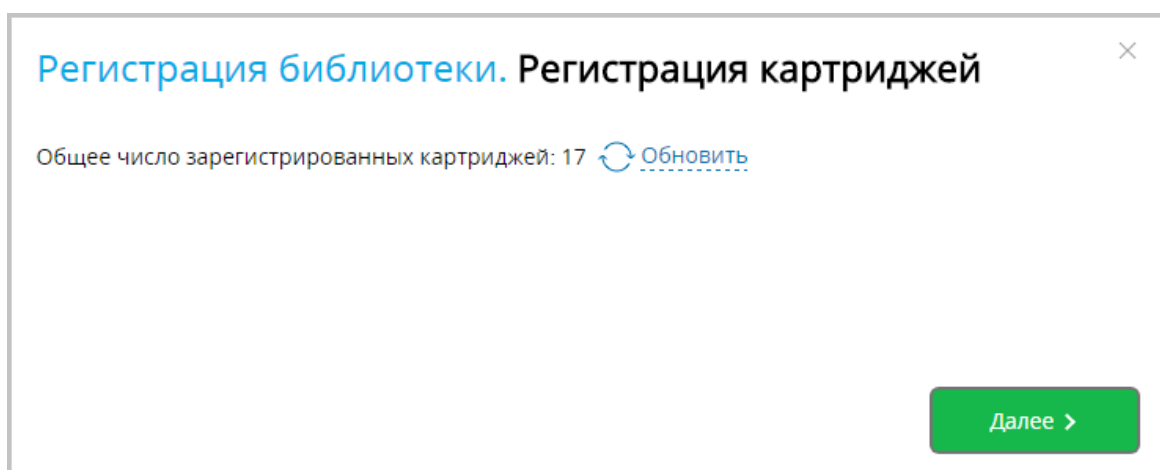 Регистрация библиотеки. Регистрация картриджей
Общее число зарегистрированных картриджей: 17 Обновить
Далее